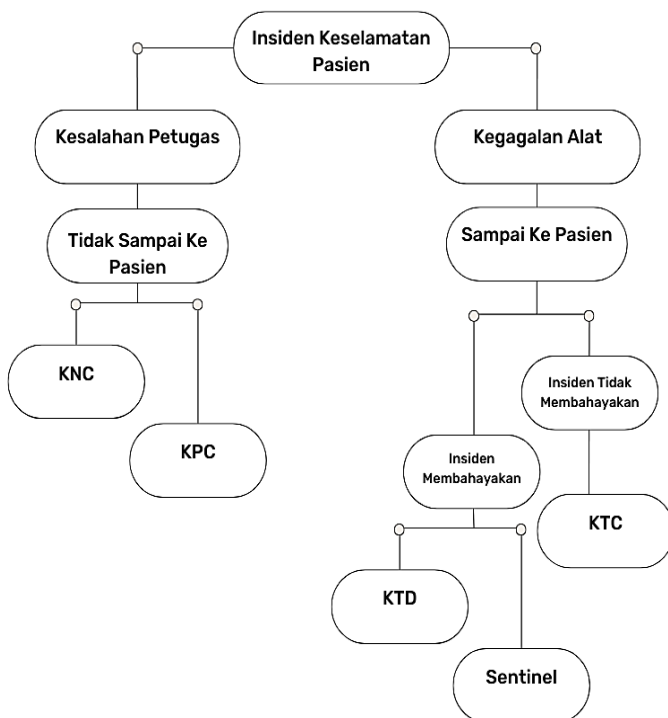 Insiden Keselamatan
Pasien
Kesalahan Petugas
Kegagalan Alat
Tidak Sampai Ke
Pasien
Sampai Ke Pasien
KNC
KPC
Insiden Tidak
Membahayakan
Insiden
Membahayakan
KTC
KTD
Sentinel